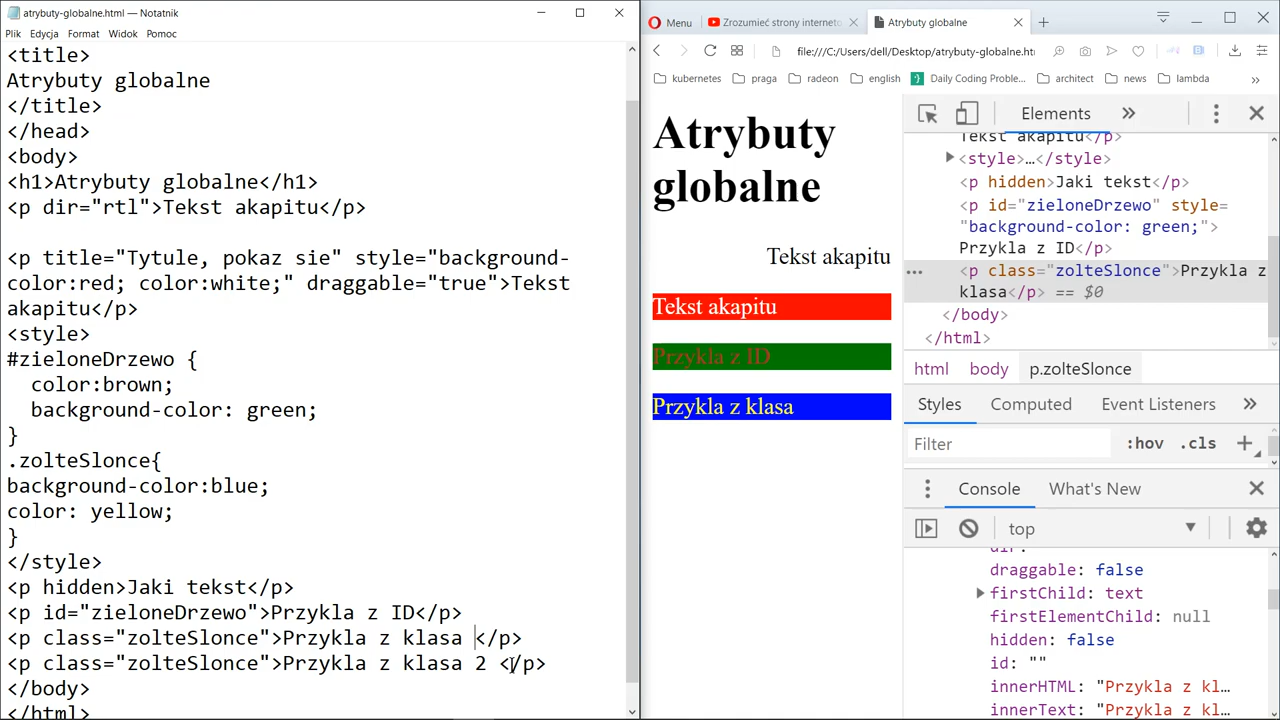 atrybuty-globalne.html — Notatnik
Plik Edycja Format Widok Pomoc
<title>
Atrybuty globalne
</title>
</head>
<body>
<h1>Atrybuty globalne</h1>
<p dir="rtl">Tekst akapitu</p>
<p title="Tytule, pokaz sie" style="background-
color:red; color:white;" draggable="true">Tekst
akapitu</p>
<style>
#zieloneDrzewo {
color:brown;
background-color: green;
}
.zolteSlonce{
background-color:blue;
color: yellow;
}
</style>
<p hidden>Jaki tekst</p>
<p id="zieloneDrzewo">Przykla z ID</p>
<p class="zolteSlonce">Przykla z klasa </p>
<p class="zolteSlonce">Przykla z klasa 2 </p>
</body>
</html>
Menu
Zrozumieć strony interneto
Atrybuty globalne
file:///C:/Users/dell/Desktop/atrybuty-globalne.ht
kubernetes praga radeon english Daily Coding Proble... architect news lambda
Atrybuty
globalne
Tekst akapitu
Tekst akapitu
Przykla z ID
Przykla z klasa
Elements
Tekst akapitu</p>
<style>…</style>
<p hidden>Jaki tekst</p>
<p id="zieloneDrzewo" style=
"background-color: green;">
Przykla z ID</p>
<p class="zolteSlonce">Przykla z
klasa</p> == $0
</body>
</html>
html body p.zolteSlonce
Styles Computed Event Listeners
Filter :hov .cls
Console What's New
top
dir:
draggable: false
firstChild: text
firstElementChild: null
hidden: false
id: ""
innerHTML: "Przykla z kl…
innerText: "Przykla z kl…